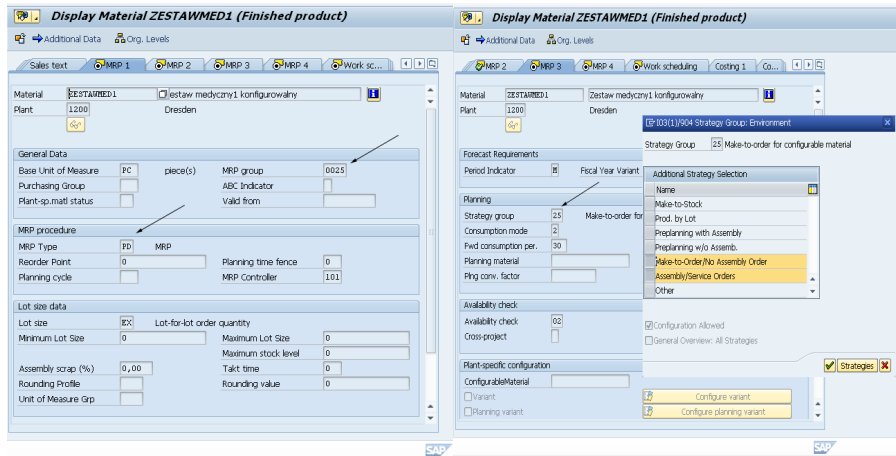 Display Material ZESTAWMED1 (Finished product)
Additional Data Org. Levels
Sales text MRP 1 MRP 2 MRP 3 MRP 4 Work sc...
Material ZESTAWMED1 estaw medyczny1 konfigurowalny
Plant 1200 Dresden
General Data
Base Unit of Measure PC piece(s) MRP group 0025
Purchasing Group ABC Indicator
Plant-sp.matl status Valid from
MRP procedure
MRP Type PD MRP
Reorder Point 0 Planning time fence 0
Planning cycle MRP Controller 101
Lot size data
Lot size EX Lot-for-lot order quantity
Minimum Lot Size 0 Maximum Lot Size 0
Maximum stock level 0
Assembly scrap (%) 0,00 Takt time 0
Rounding Profile Rounding value 0
Unit of Measure Grp
SAP
Display Material ZESTAWMED1 (Finished product)
Additional Data Org. Levels
MRP 2 MRP 3 MRP 4 Work scheduling Costing 1 Co...
Material ZESTAWMED1 Zestaw medyczny1 konfigurowalny
Plant 1200 Dresden
Forecast Requirements
Period Indicator M Fiscal Year Variant
Planning
Strategy group 25 Make-to-order for
Consumption mode 2
Fwd consumption per. 30
Planning material
Plng conv. factor
Availability check
Availability check 02
Cross-project
Plant-specific configuration
ConfigurableMaterial
Variant Configure variant
Planning variant Configure planning variant
SAP
I03(1)/904 Strategy Group: Environment
Strategy Group 25 Make-to-order for configurable material
Additional Strategy Selection
Name
Make-to-Stock
Prod. by Lot
Preplanning with Assembly
Preplanning w/o Assemb.
Make-to-Order/No Assembly Order
Assembly/Service Orders
Other
Configuration Allowed
General Overview: All Strategies
Strategies